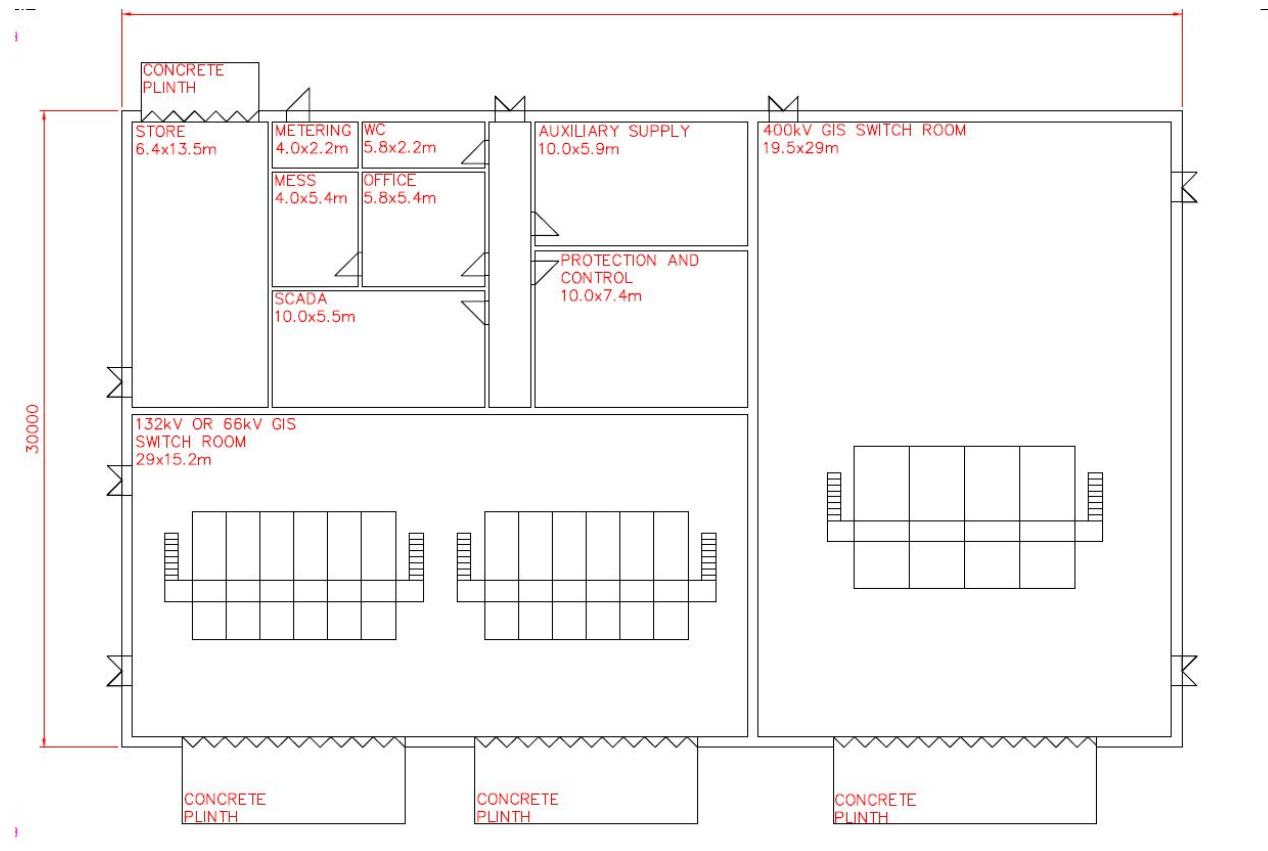 CONCRETE
PLINTH
STORE
6.4x13.5m
METERING
4.0x2.2m
WC
5.8x2.2m
AUXILIARY SUPPLY
10.0x5.9m
400kV GIS SWITCH ROOM
19.5x29m
MESS
4.0x5.4m
OFFICE
5.8x5.4m
PROTECTION AND
CONTROL
10.0x7.4m
SCADA
10.0x5.5m
30000
132kV OR 66kV GIS
SWITCH ROOM
29x15.2m
CONCRETE
PLINTH
CONCRETE
PLINTH
CONCRETE
PLINTH